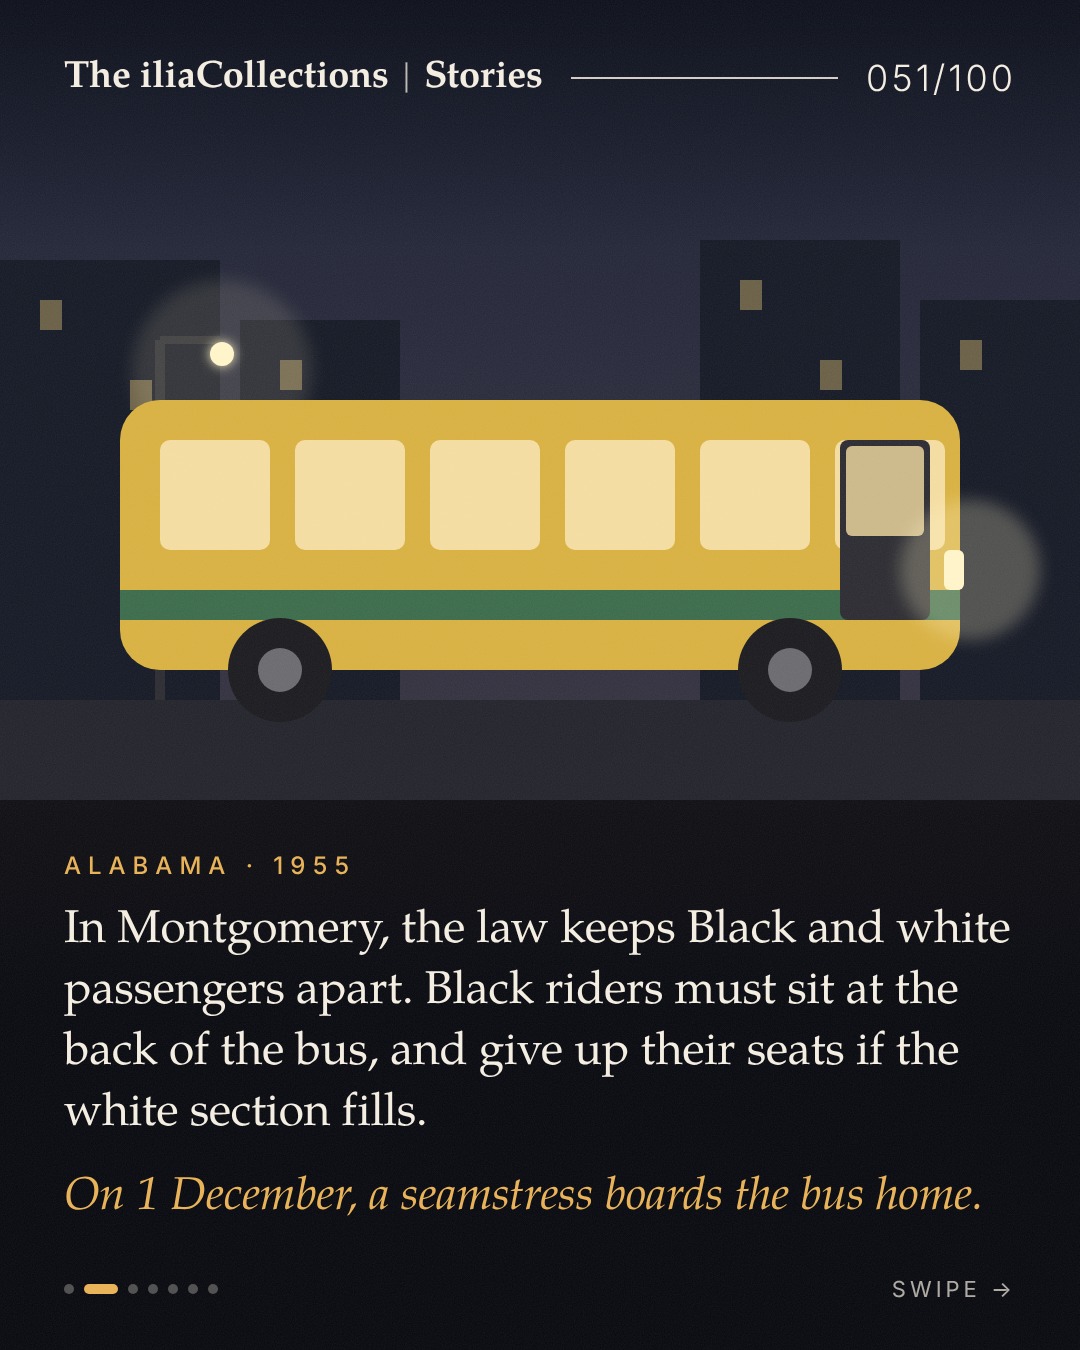 The iliaCollections | Stories 051/100
ALABAMA · 1955
In Montgomery, the law keeps Black and white
passengers apart. Black riders must sit at the
back of the bus, and give up their seats if the
white section fills.
On 1 December, a seamstress boards the bus home.
SWIPE →